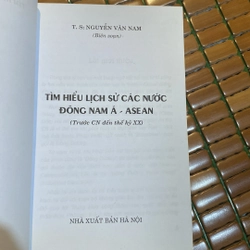 T. S: NGUYỄN VĂN NAM
(Biên soạn)
TÌM HIỂU LỊCH SỬ CÁC NƯỚC
ĐÔNG NAM Á - ASEAN
(Trước CN đến thế kỷ XX)
NHÀ XUẤT BẢN HÀ NỘI